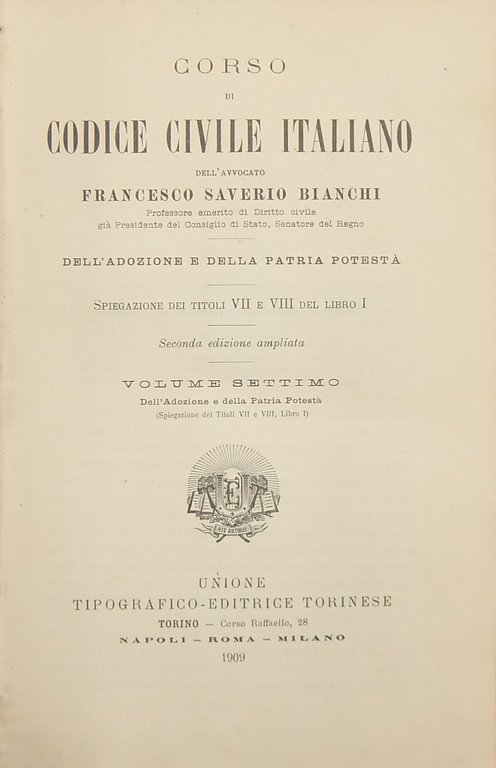 CORSO
DI
CODICE CIVILE ITALIANO
DELL'AVVOCATO
FRANCESCO SAVERIO BIANCHI
Professore emerito di Diritto civile
già Presidente del Consiglio di Stato, Senatore del Regno
DELL'ADOZIONE E DELLA PATRIA POTESTÀ
SPIEGAZIONE DEI TITOLI VII E VIII DEL LIBRO I
Seconda edizione ampliata
VOLUME SETTIMO
Dell'Adozione e della Patria Potestà
(Spiegazione dei Titoli VII e VIII, Libro I)
HIS ANTIQUE
UNIONE
TIPOGRAFICO-EDITRICE TORINESE
TORINO — Corso Raffaello, 28
NAPOLI — ROMA — MILANO
1909